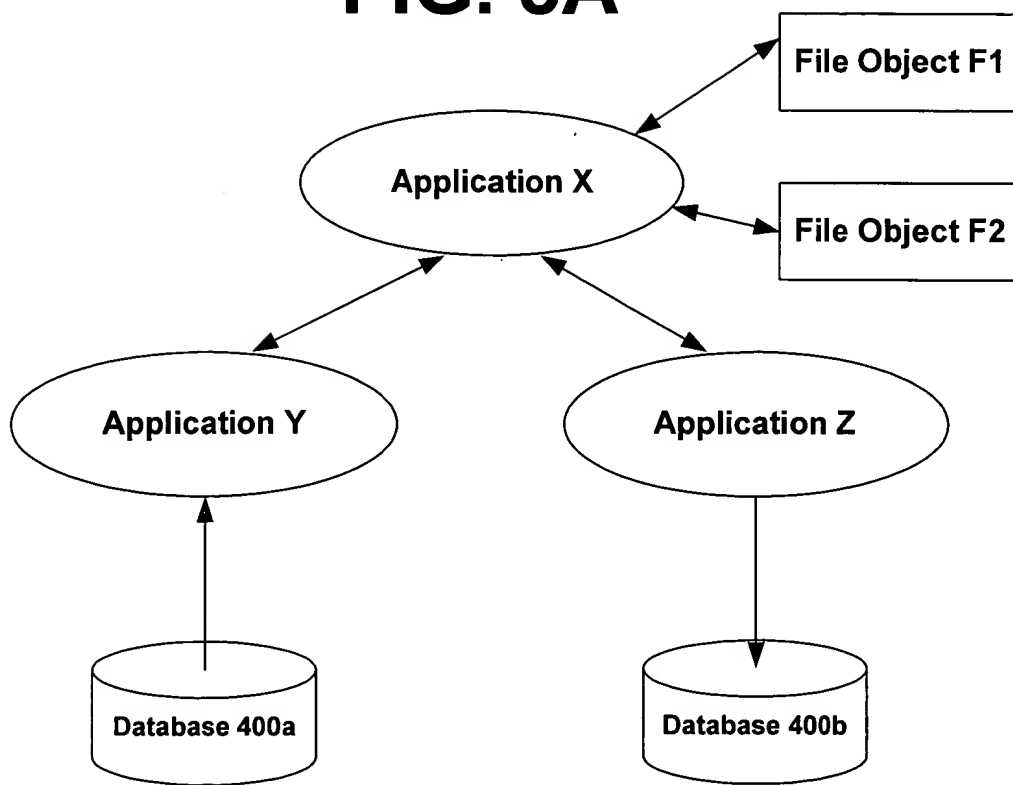 File Object F1
Application X
File Object F2
Application Y
Application Z
Database 400a
Database 400b